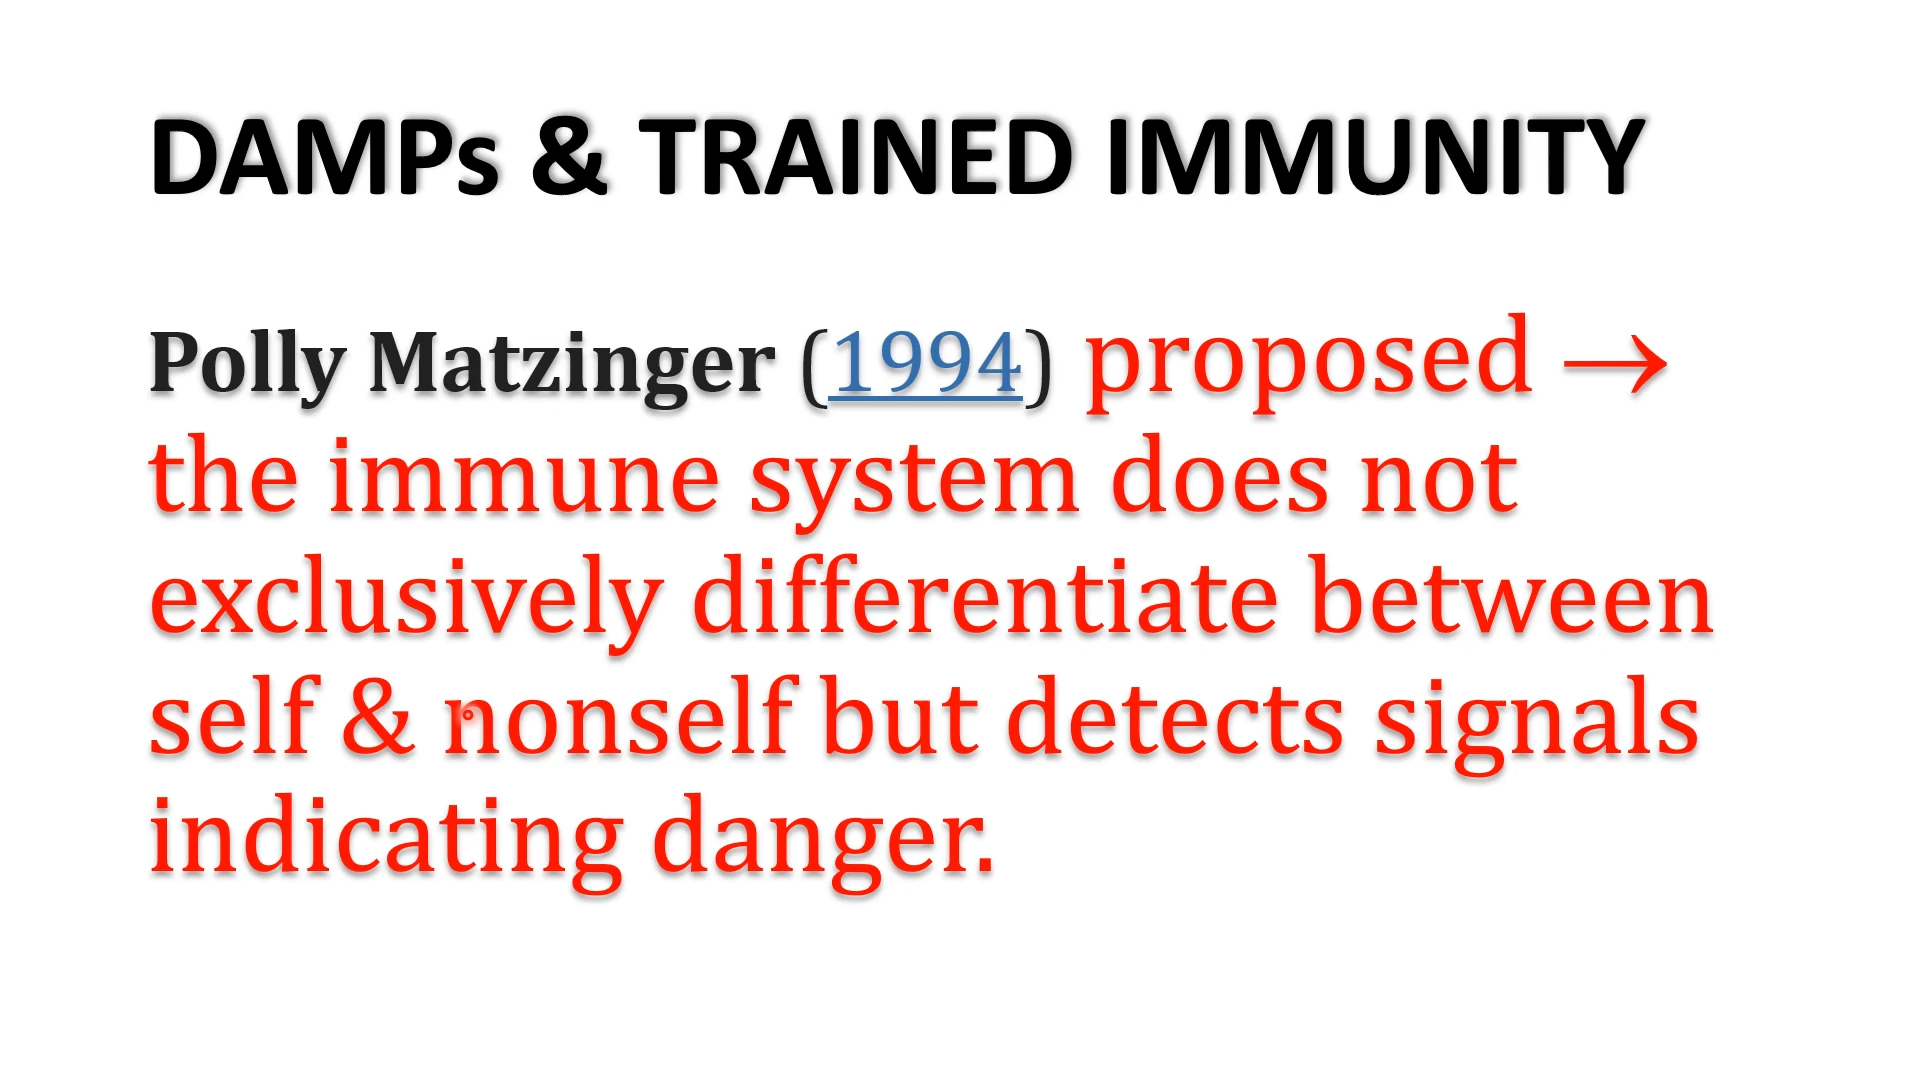 DAMPs & TRAINED IMMUNITY
Polly Matzinger (1994) proposed →
the immune system does not
exclusively differentiate between
self & nonself but detects signals
indicating danger.